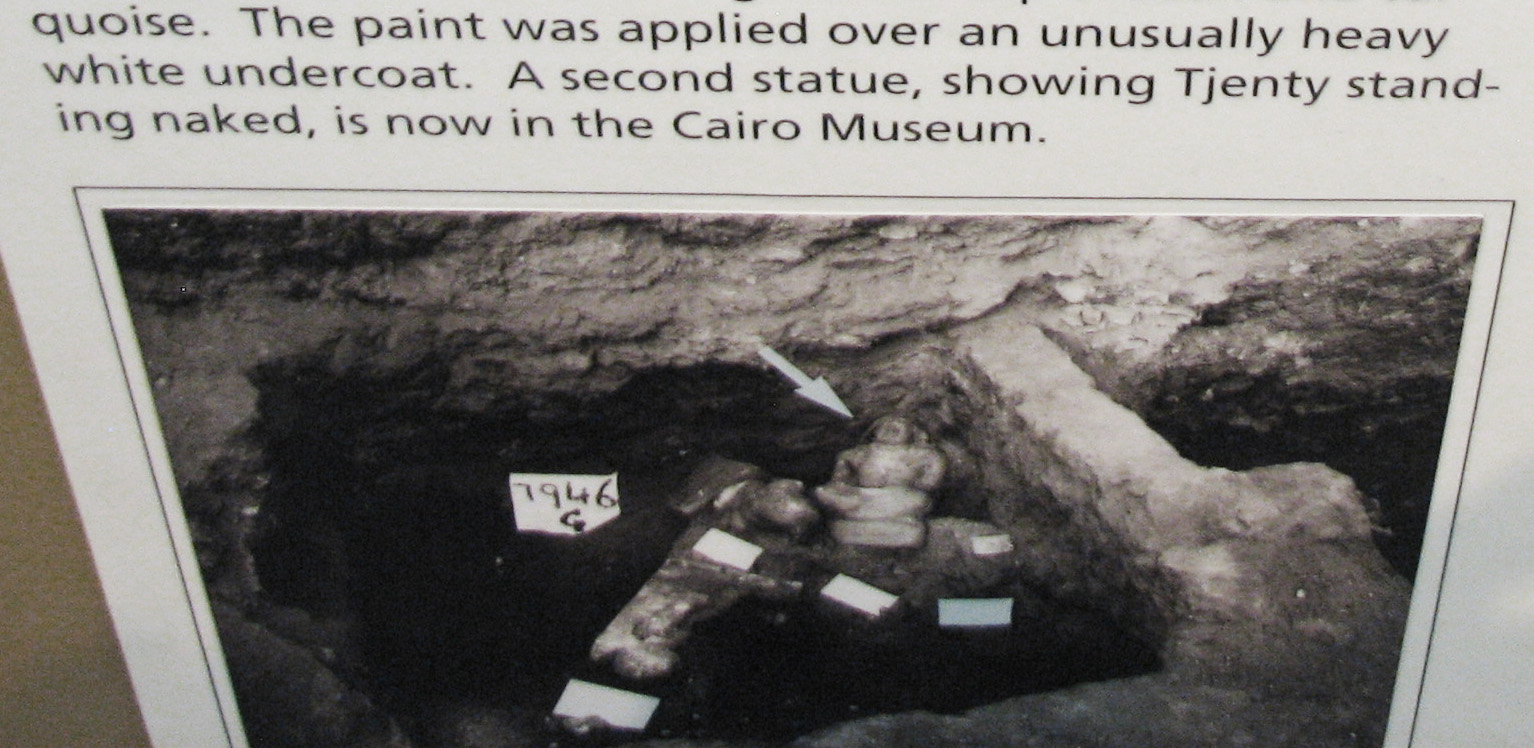 quoise. The paint was applied over an unusually heavy
white undercoat. A second statue, showing Tjenty stand-
ing naked, is now in the Cairo Museum.
7946
G